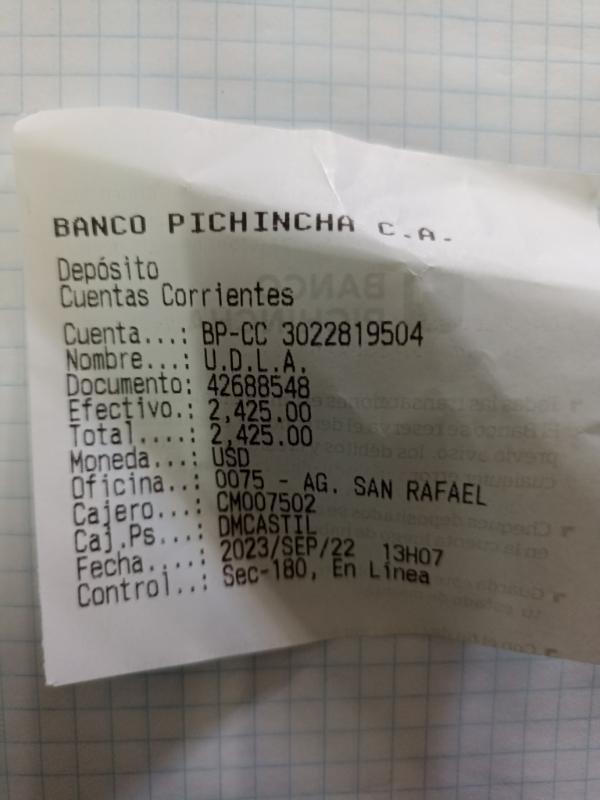 BANCO PICHINCHA C.A.
Depósito
Cuentas Corrientes
Cuenta...: BP-CC 3022819504
Nombre...: U.D.L.A.
Documento: 42688548
Efectivo.: 2,425.00
Total....: 2,425.00
Moneda...: USD
Oficina..: 0075 - AG. SAN RAFAEL
Cajero...: CM007502
Caj.Ps...: DMCASTIL
Fecha....: 2023/SEP/22 13H07
Control..: Sec-180, En Línea